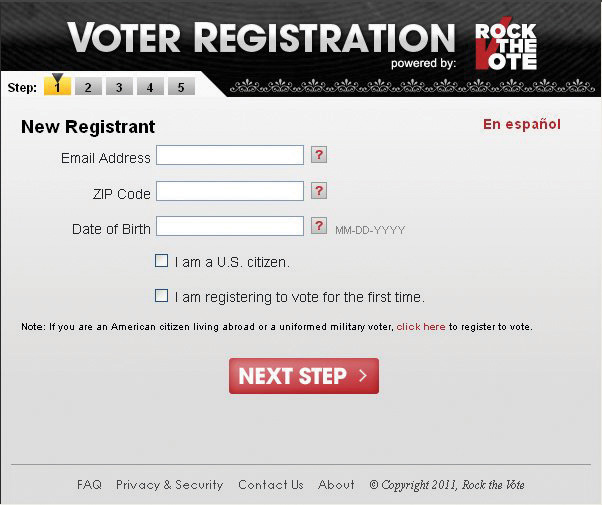 VOTER REGISTRATION
powered by:
ROCK THE VOTE
Step: 1 2 3 4 5
New Registrant
En español
Email Address ?
ZIP Code ?
Date of Birth ? MM-DD-YYYY
I am a U.S. citizen.
I am registering to vote for the first time.
Note: If you are an American citizen living abroad or a uniformed military voter, click here to register to vote.
NEXT STEP >
FAQ Privacy & Security Contact Us About © Copyright 2011, Rock the Vote